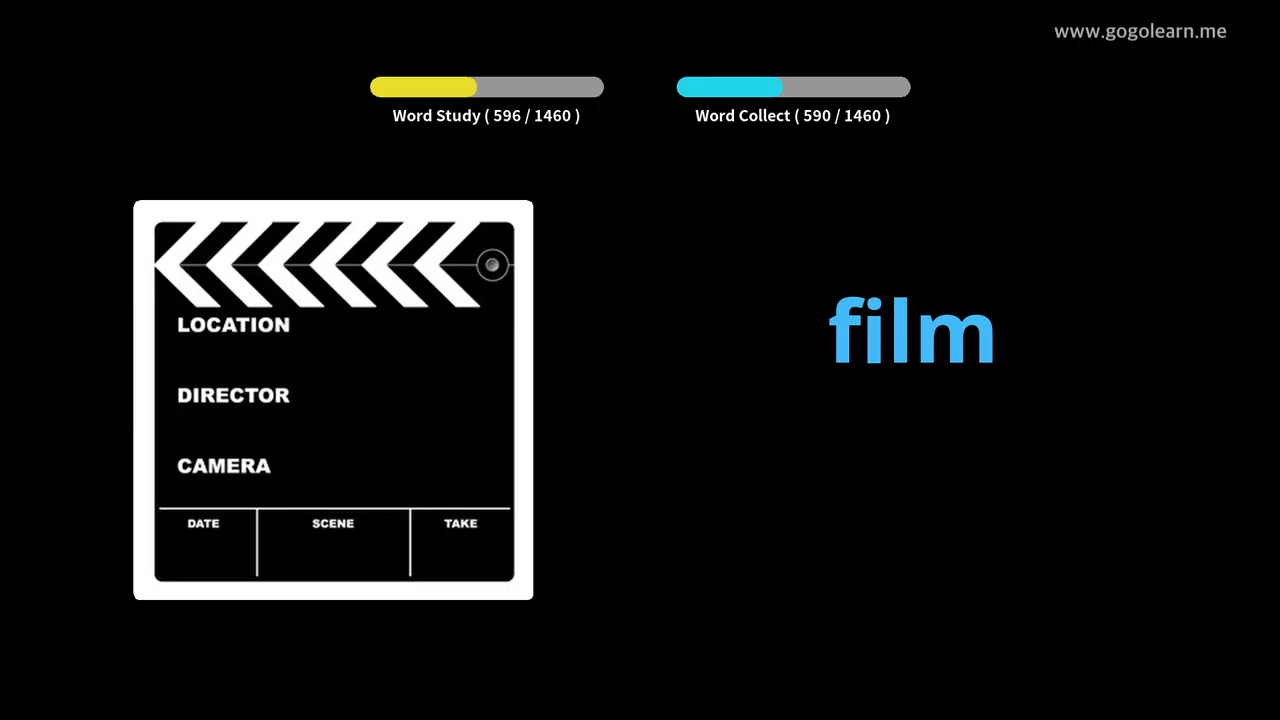 www.gogolearn.me
Word Study ( 596 / 1460 )
Word Collect ( 590 / 1460 )
LOCATION
DIRECTOR
CAMERA
DATE
SCENE
TAKE
film